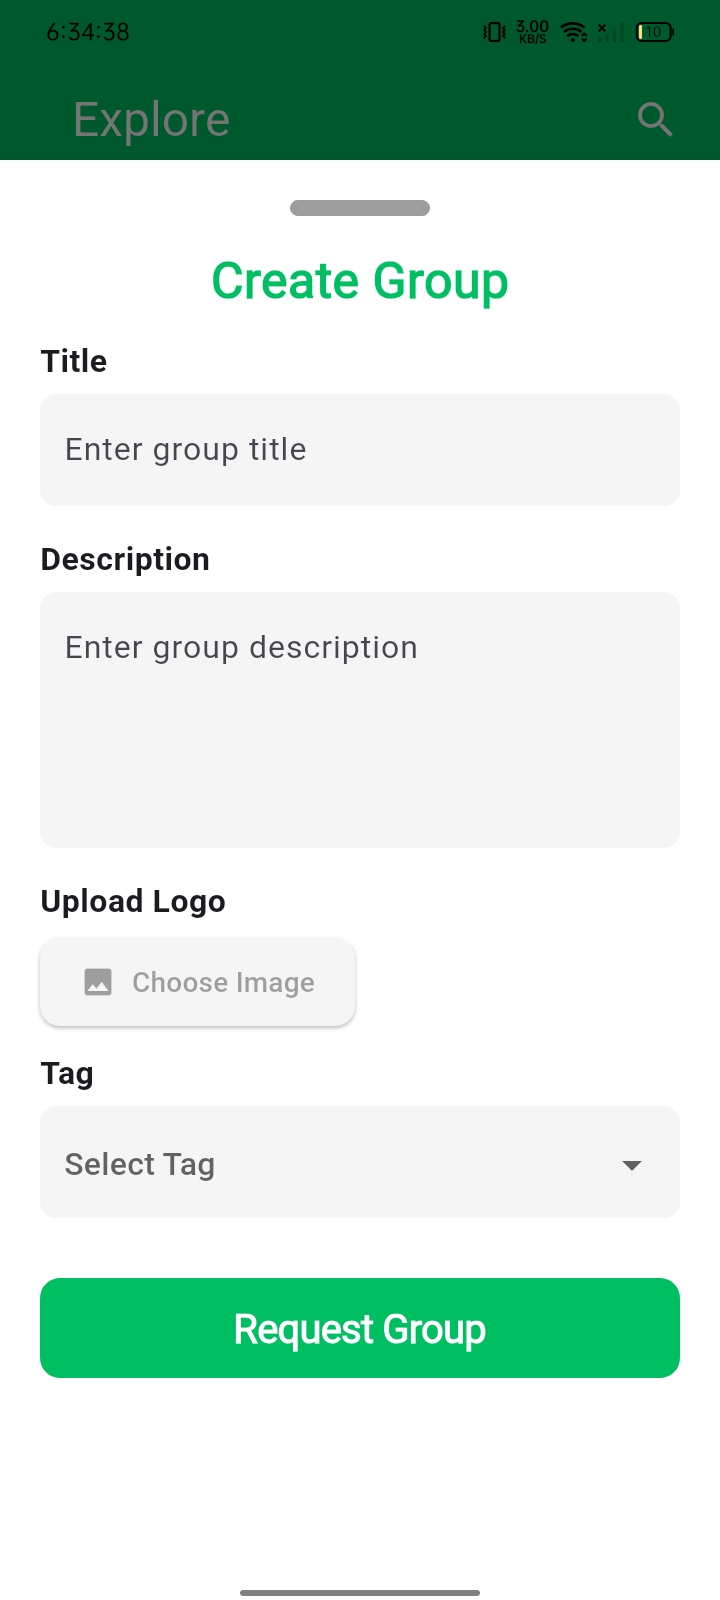 6:34:38
3.00
KB/S
10
Explore
Create Group
Title
Enter group title
Description
Enter group description
Upload Logo
Choose Image
Tag
Select Tag
Request Group